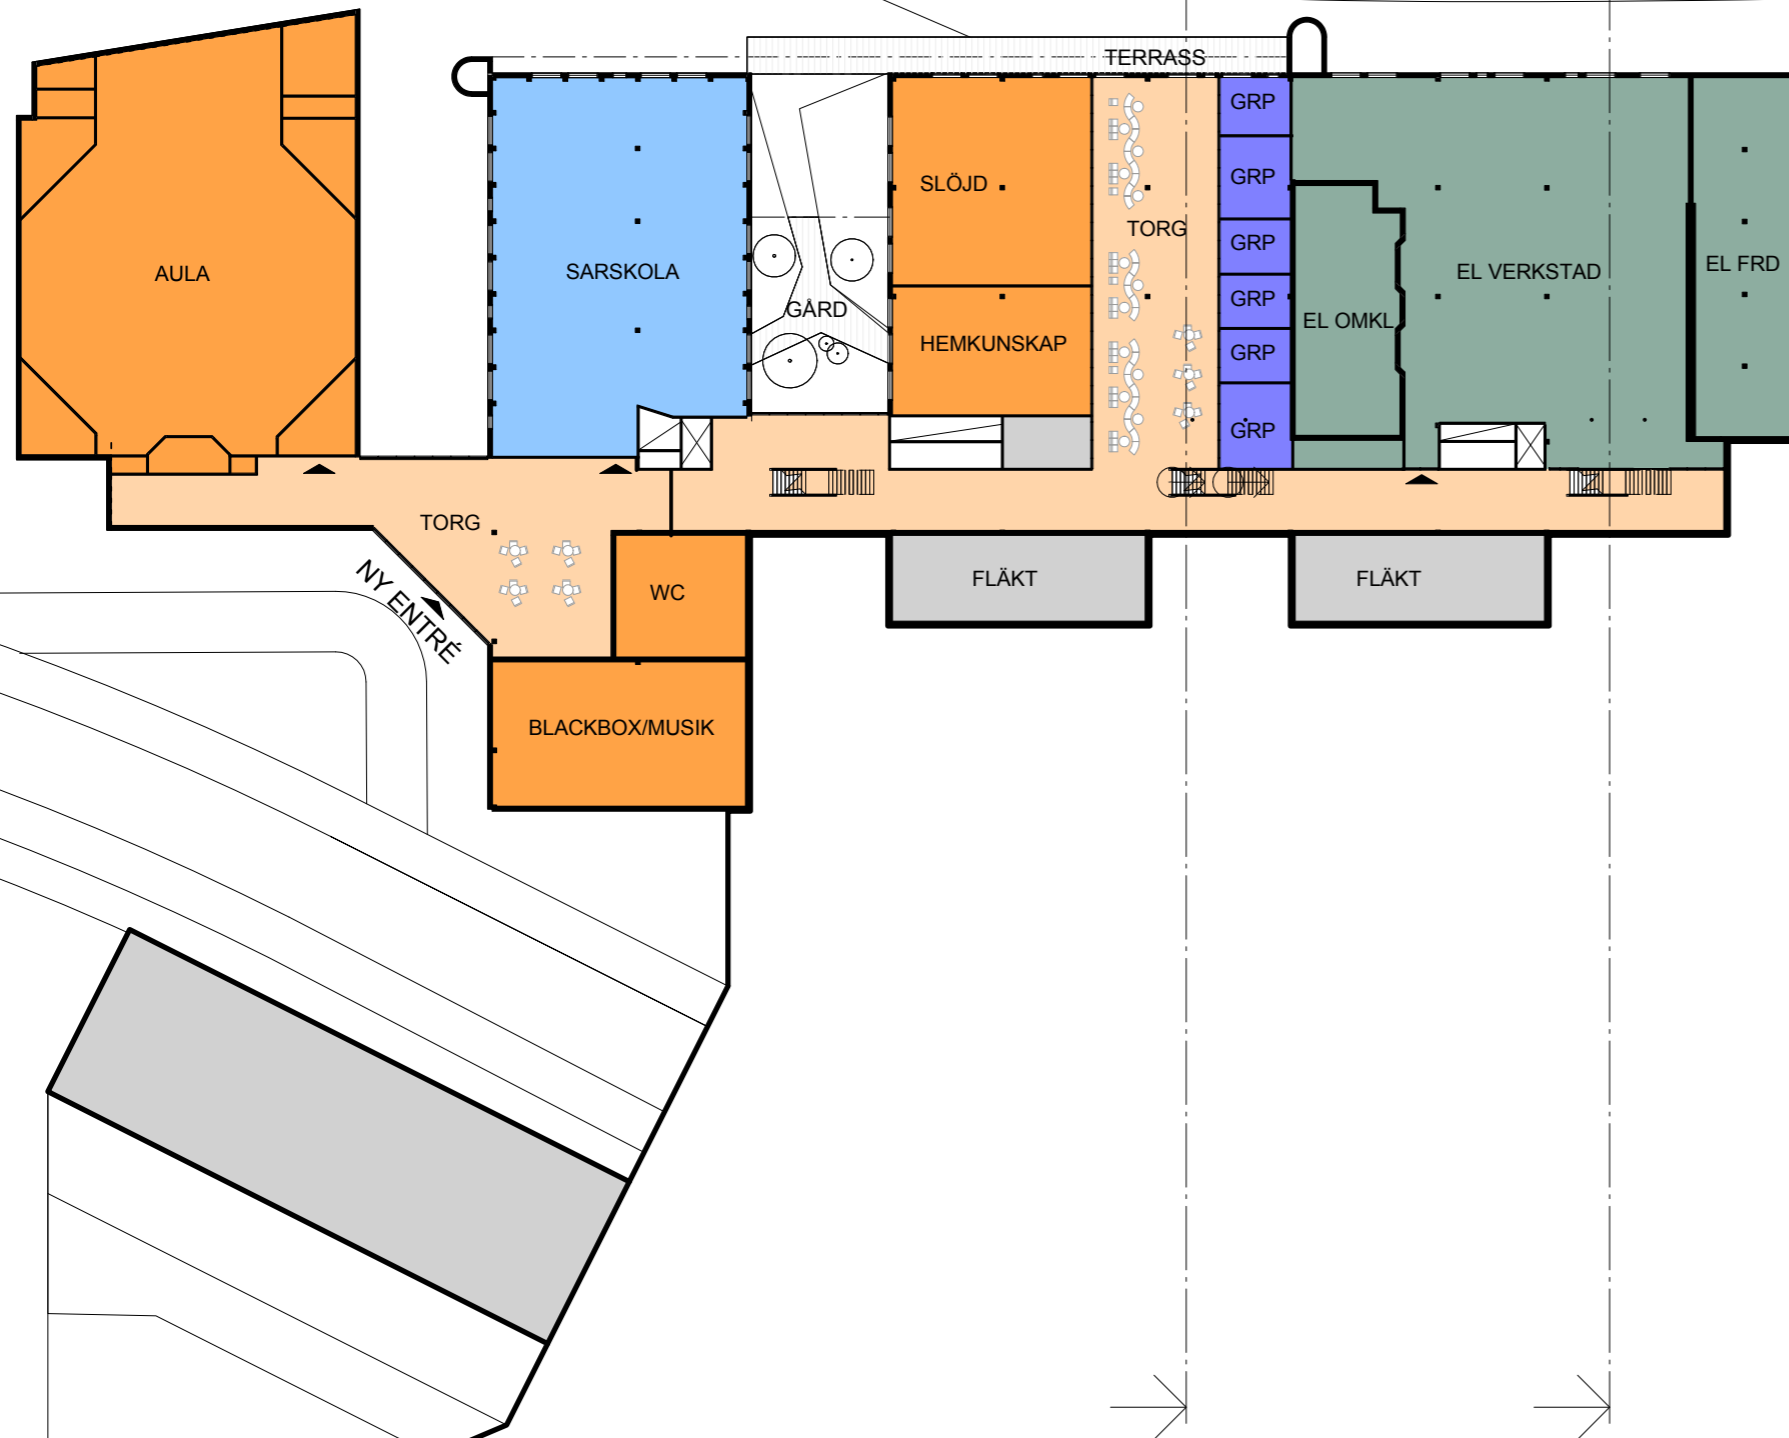 TERRASS
GRP
GRP
SLÖJD
TORG
GRP
EL FRD
AULA
SARSKOLA
EL VERKSTAD
GRP
GÅRD
EL OMKL
HEMKUNSKAP
GRP
GRP
TORG
NY ENTRÉ
WC
FLÄKT
FLÄKT
BLACKBOX/MUSIK